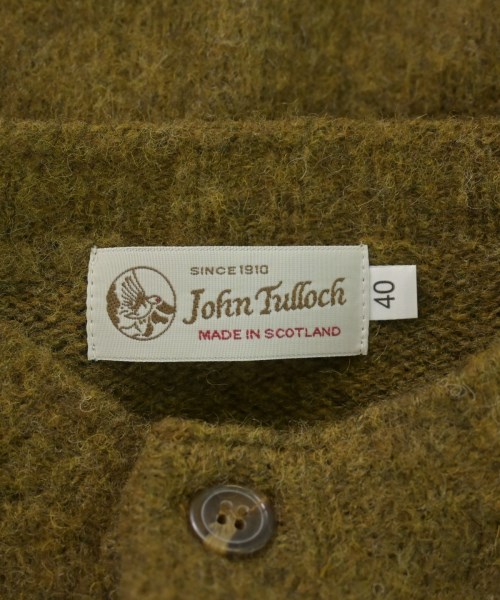 SINCE 1910
John Tulloch
MADE IN SCOTLAND
40